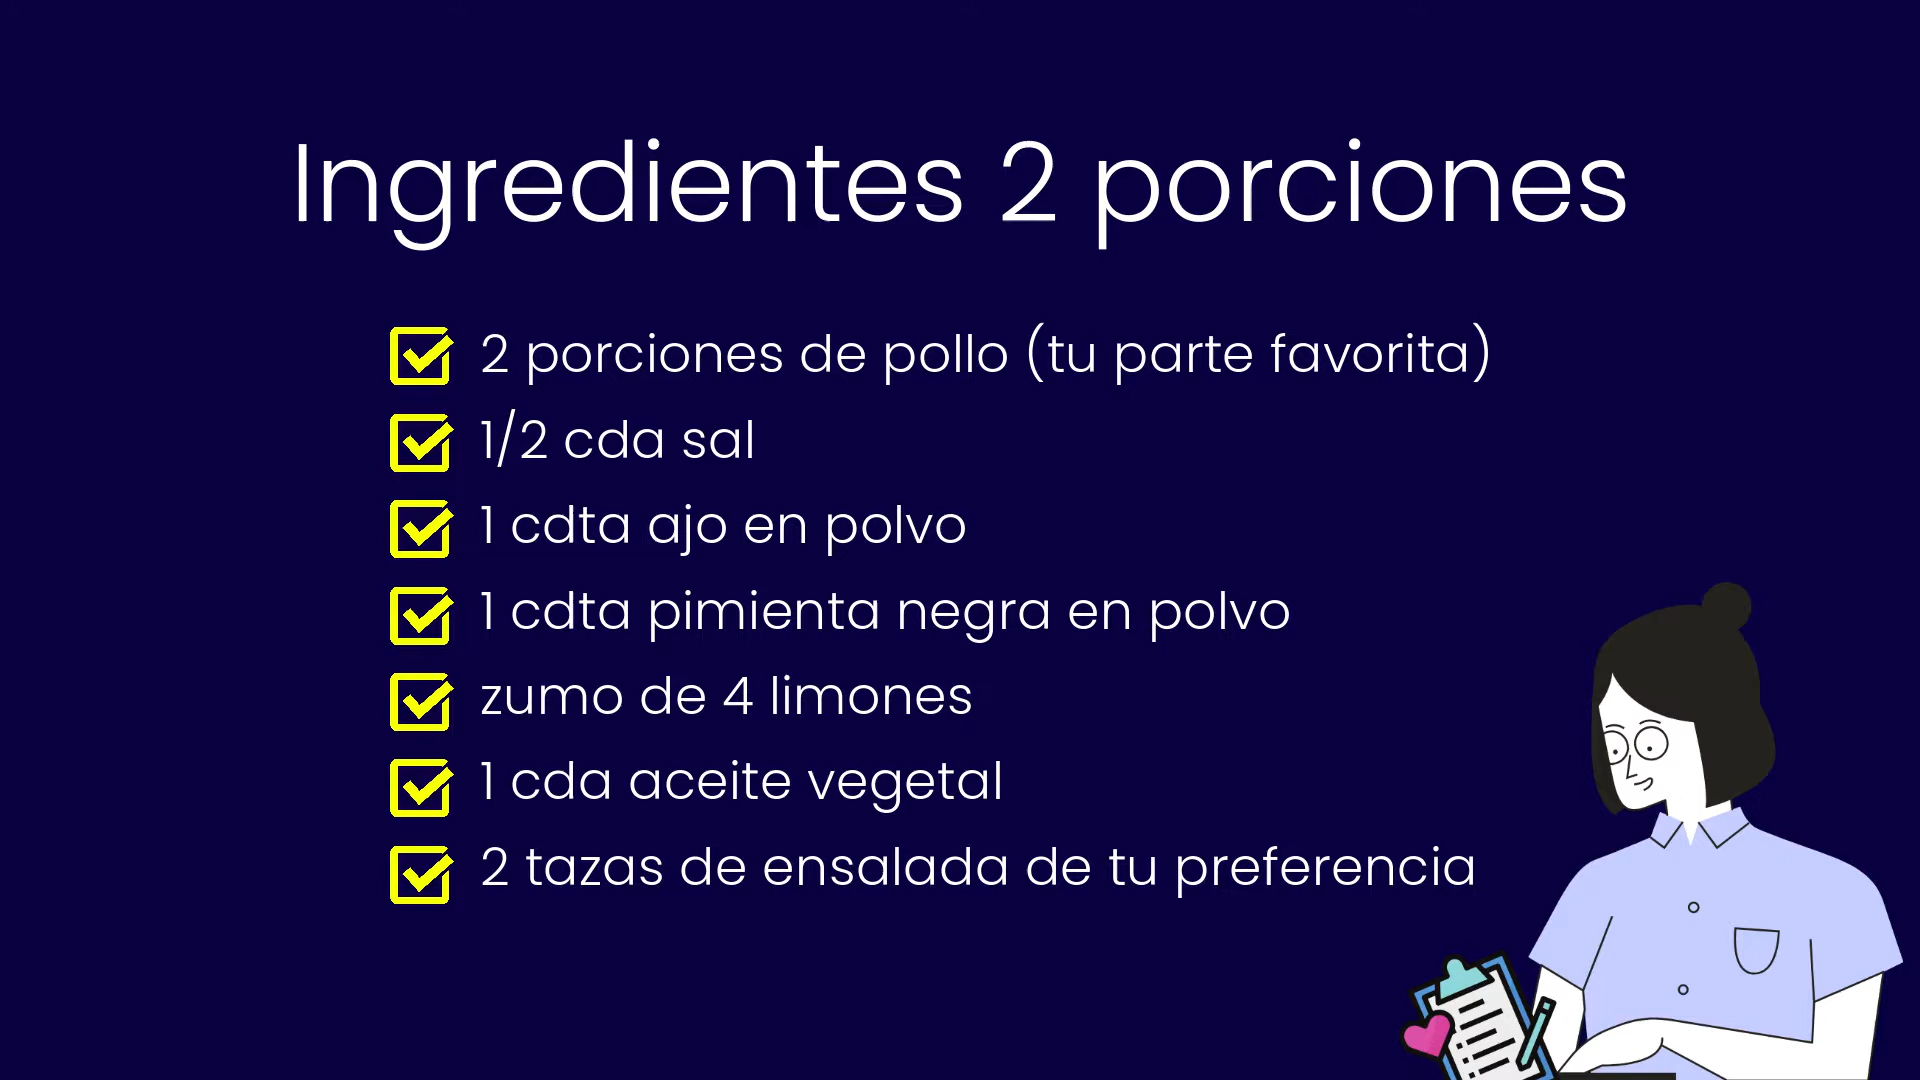 Ingredientes 2 porciones
2 porciones de pollo (tu parte favorita)
1/2 cda sal
1 cdta ajo en polvo
1 cdta pimienta negra en polvo
zumo de 4 limones
1 cda aceite vegetal
2 tazas de ensalada de tu preferencia